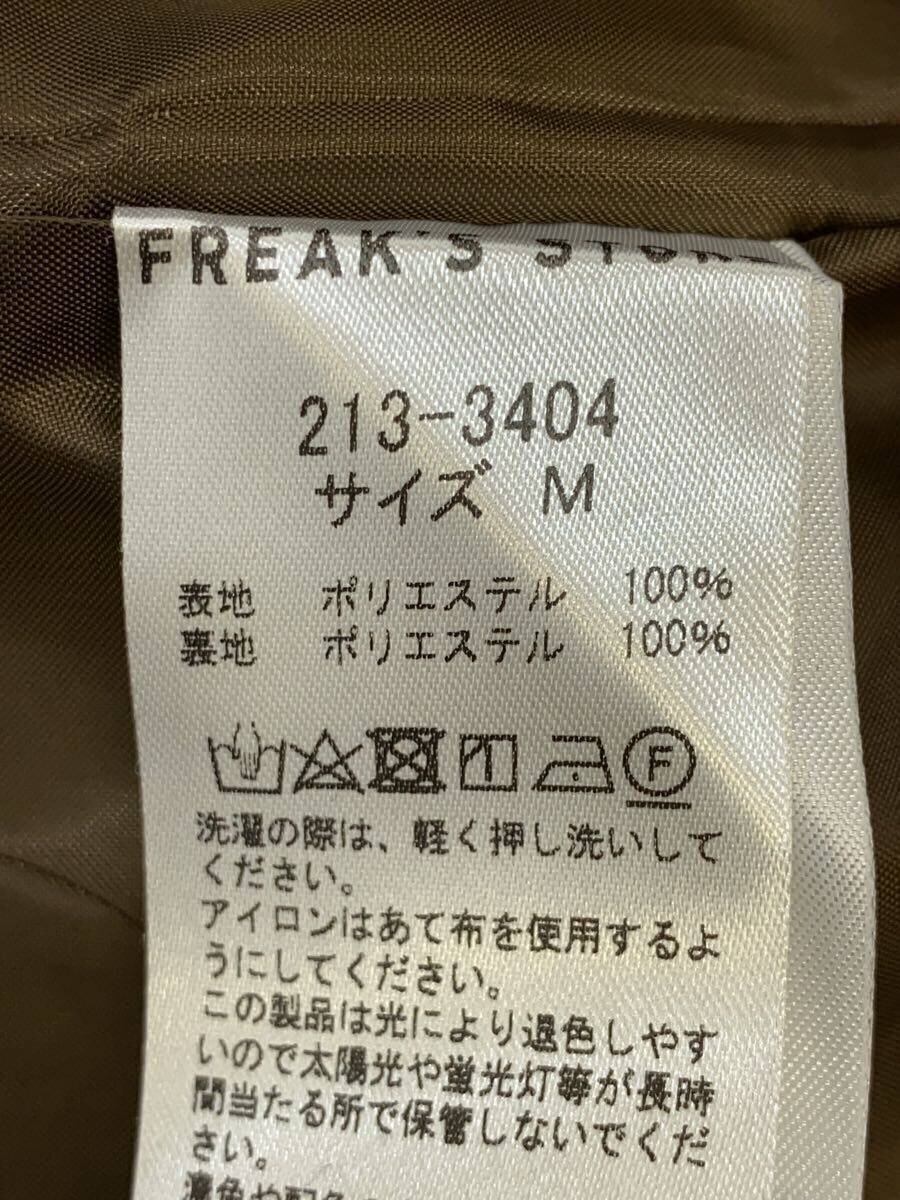 FREAK'S STORE
213-3404
サイズ M
表地 ポリエステル 100%
裏地 ポリエステル 100%
F
洗濯の際は、軽く押し洗いして
ください。
アイロンはあて布を使用するよ
うにしてください。
この製品は光により退色しやす
いので太陽光や蛍光灯等が長時
間当たる所で保管しないでくだ
さい。
濃色や配色